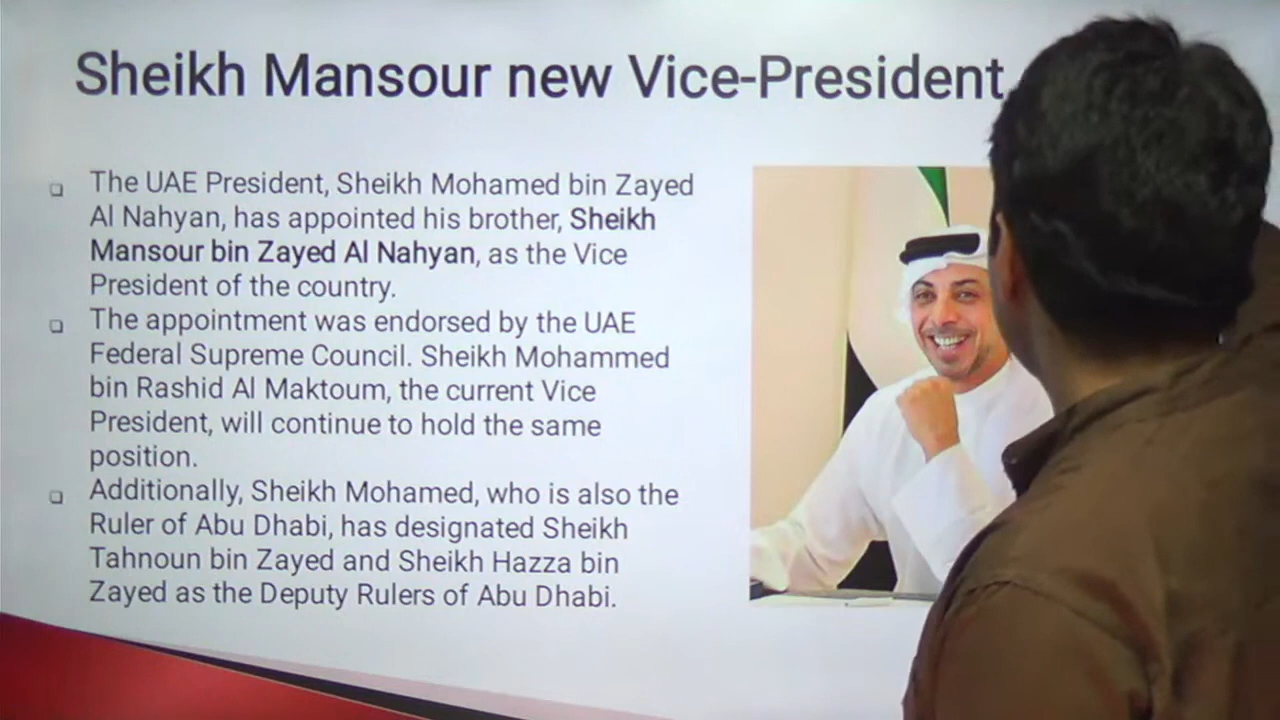 Sheikh Mansour new Vice-President
The UAE President, Sheikh Mohamed bin Zayed
Al Nahyan, has appointed his brother, Sheikh
Mansour bin Zayed Al Nahyan, as the Vice
President of the country.
The appointment was endorsed by the UAE
Federal Supreme Council. Sheikh Mohammed
bin Rashid Al Maktoum, the current Vice
President, will continue to hold the same
position.
Additionally, Sheikh Mohamed, who is also the
Ruler of Abu Dhabi, has designated Sheikh
Tahnoun bin Zayed and Sheikh Hazza bin
Zayed as the Deputy Rulers of Abu Dhabi.